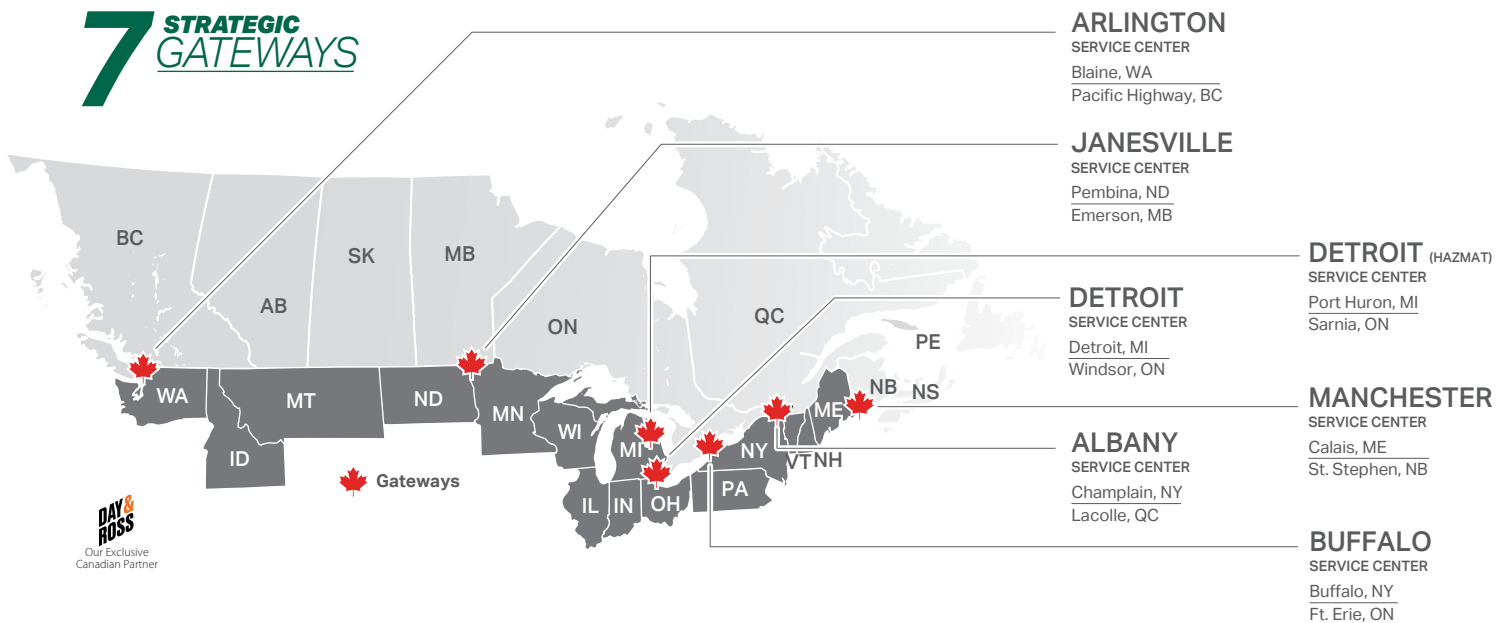 7 STRATEGIC
GATEWAYS
ARLINGTON
SERVICE CENTER
Blaine, WA
Pacific Highway, BC
JANESVILLE
SERVICE CENTER
Pembina, ND
Emerson, MB
DETROIT (HAZMAT)
SERVICE CENTER
Port Huron, MI
Sarnia, ON
DETROIT
SERVICE CENTER
Detroit, MI
Windsor, ON
MANCHESTER
SERVICE CENTER
Calais, ME
St. Stephen, NB
ALBANY
SERVICE CENTER
Champlain, NY
Lacolle, QC
BUFFALO
SERVICE CENTER
Buffalo, NY
Ft. Erie, ON
BC
AB
SK
MB
ON
QC
PE
NB
NS
WA
MT
ND
MN
ID
WI
MI
IL
IN
OH
PA
NY
VT
NH
ME
Gateways
DAY &
ROSS
Our Exclusive
Canadian Partner